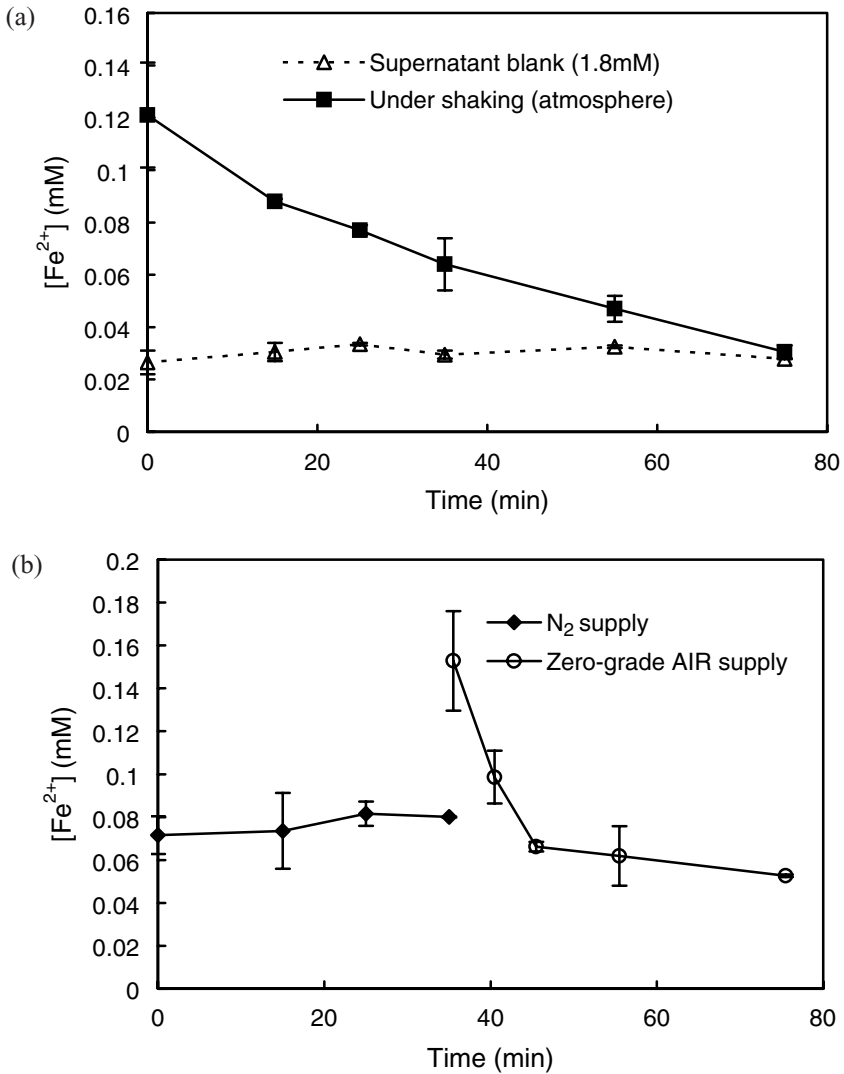 (a)
0.16
0.14
0.12
0.1
0.08
0.06
0.04
0.02
0
[Fe²⁺] (mM)
Supernatant blank (1.8mM)
Under shaking (atmosphere)
0 20 40 60 80
Time (min)
(b)
0.2
0.18
0.16
0.14
0.12
0.1
0.08
0.06
0.04
0.02
0
[Fe²⁺] (mM)
N₂ supply
Zero-grade AIR supply
0 20 40 60 80
Time (min)